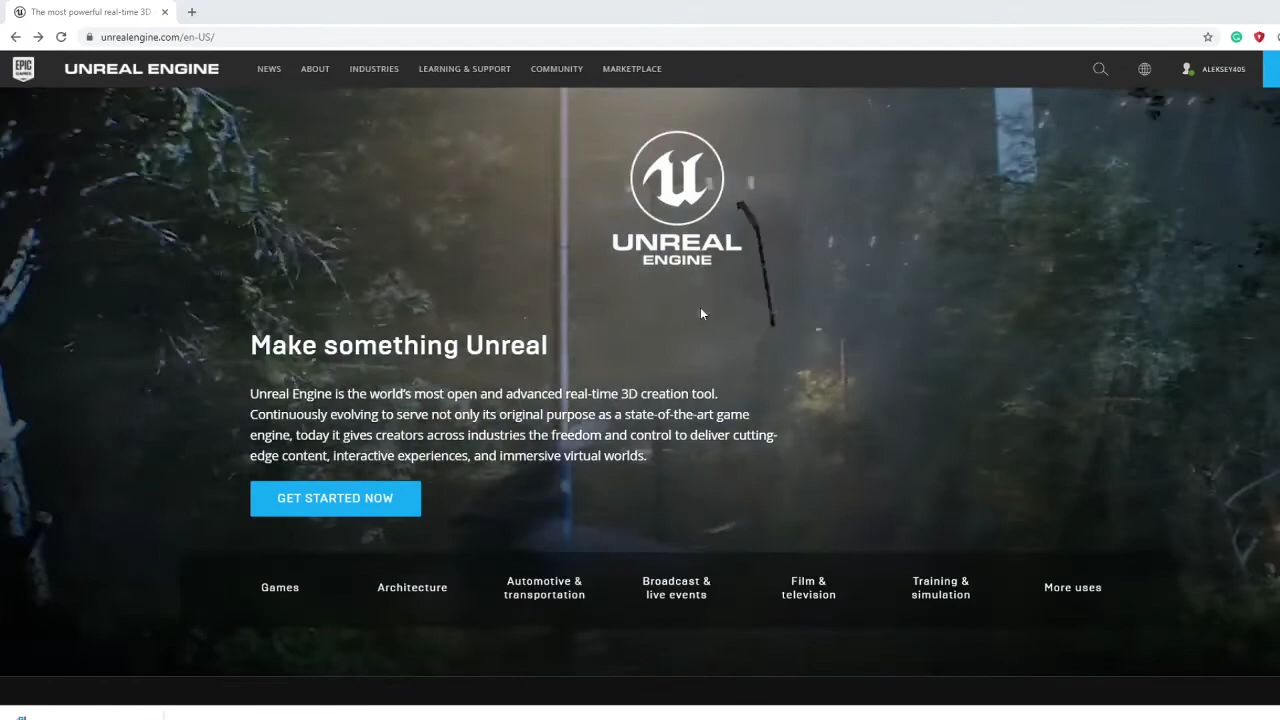 The most powerful real-time 3D
unrealengine.com/en-US/
EPIC
GAMES
UNREAL ENGINE
NEWS
ABOUT
INDUSTRIES
LEARNING & SUPPORT
COMMUNITY
MARKETPLACE
ALEKSEY405
UNREAL
ENGINE
Make something Unreal
Unreal Engine is the world’s most open and advanced real-time 3D creation tool.
Continuously evolving to serve not only its original purpose as a state-of-the-art game
engine, today it gives creators across industries the freedom and control to deliver cutting-
edge content, interactive experiences, and immersive virtual worlds.
GET STARTED NOW
Games
Architecture
Automotive &
transportation
Broadcast &
live events
Film &
television
Training &
simulation
More uses